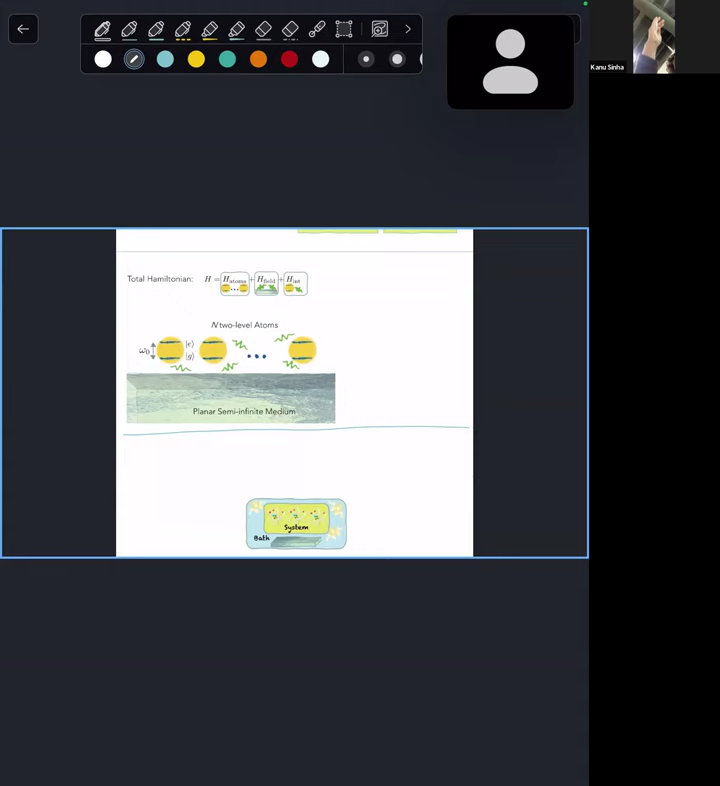 Kanu Sinha
Total Hamiltonian: H = H_atoms + H_field + H_int
N two-level Atoms
ω₀ |e⟩
|g⟩
Planar Semi-infinite Medium
System
Bath